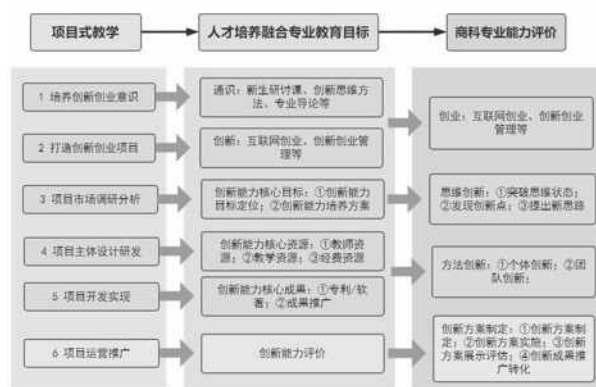 项目式教学
人才培养融合专业教育目标
商科专业能力评价
1 培养创新创业意识
2 打造创新创业项目
3 项目市场调研分析
4 项目主体设计研发
5 项目开发实现
6 项目运营推广
通识：新生研讨课、创新思维方
法、专业导论等
创新：互联网创业、创新创业管
理等
创新能力核心目标：①创新能力
目标定位；②创新能力培养方案
创新能力核心资源：①教师资
源；②教学资源；③经费资源
创新能力核心成果：①专利/软
著；②成果推广
创新能力评价
创业：互联网创业、创新创业
管理等
思维创新：①突破思维状态；
②发现创新点；③提出新思路
方法创新：①个体创新；②团
队创新；
创新方案制定：①创新方案制
定；②创新方案实施；③创新方
案展示评估；④创新成果推
广转化